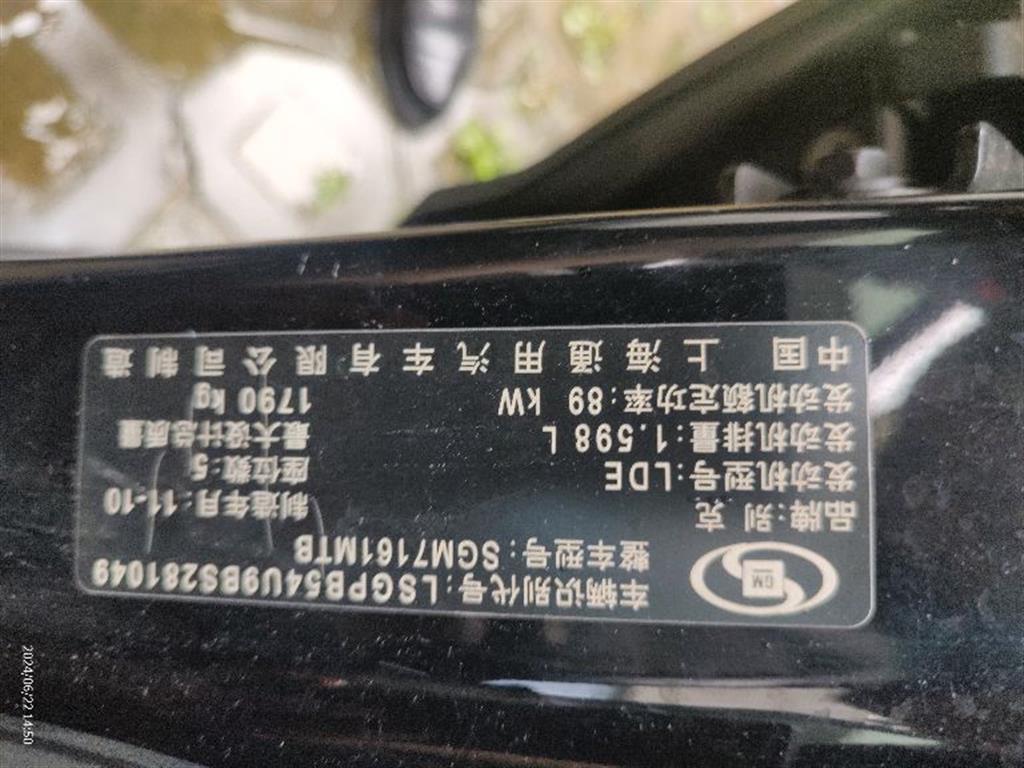 车辆识别代号:LSGPB54U9BS281049
整车型号:SGM7161MTB
GM
品牌:别 克 制造年月:11-10
发动机型号:LDE 座位数:5
发动机排量:1.598 L 最大设计总质量
发动机额定功率:89 kW 1790 kg
中国 上海通用汽车有限公司制造
2024/06/22 14:50